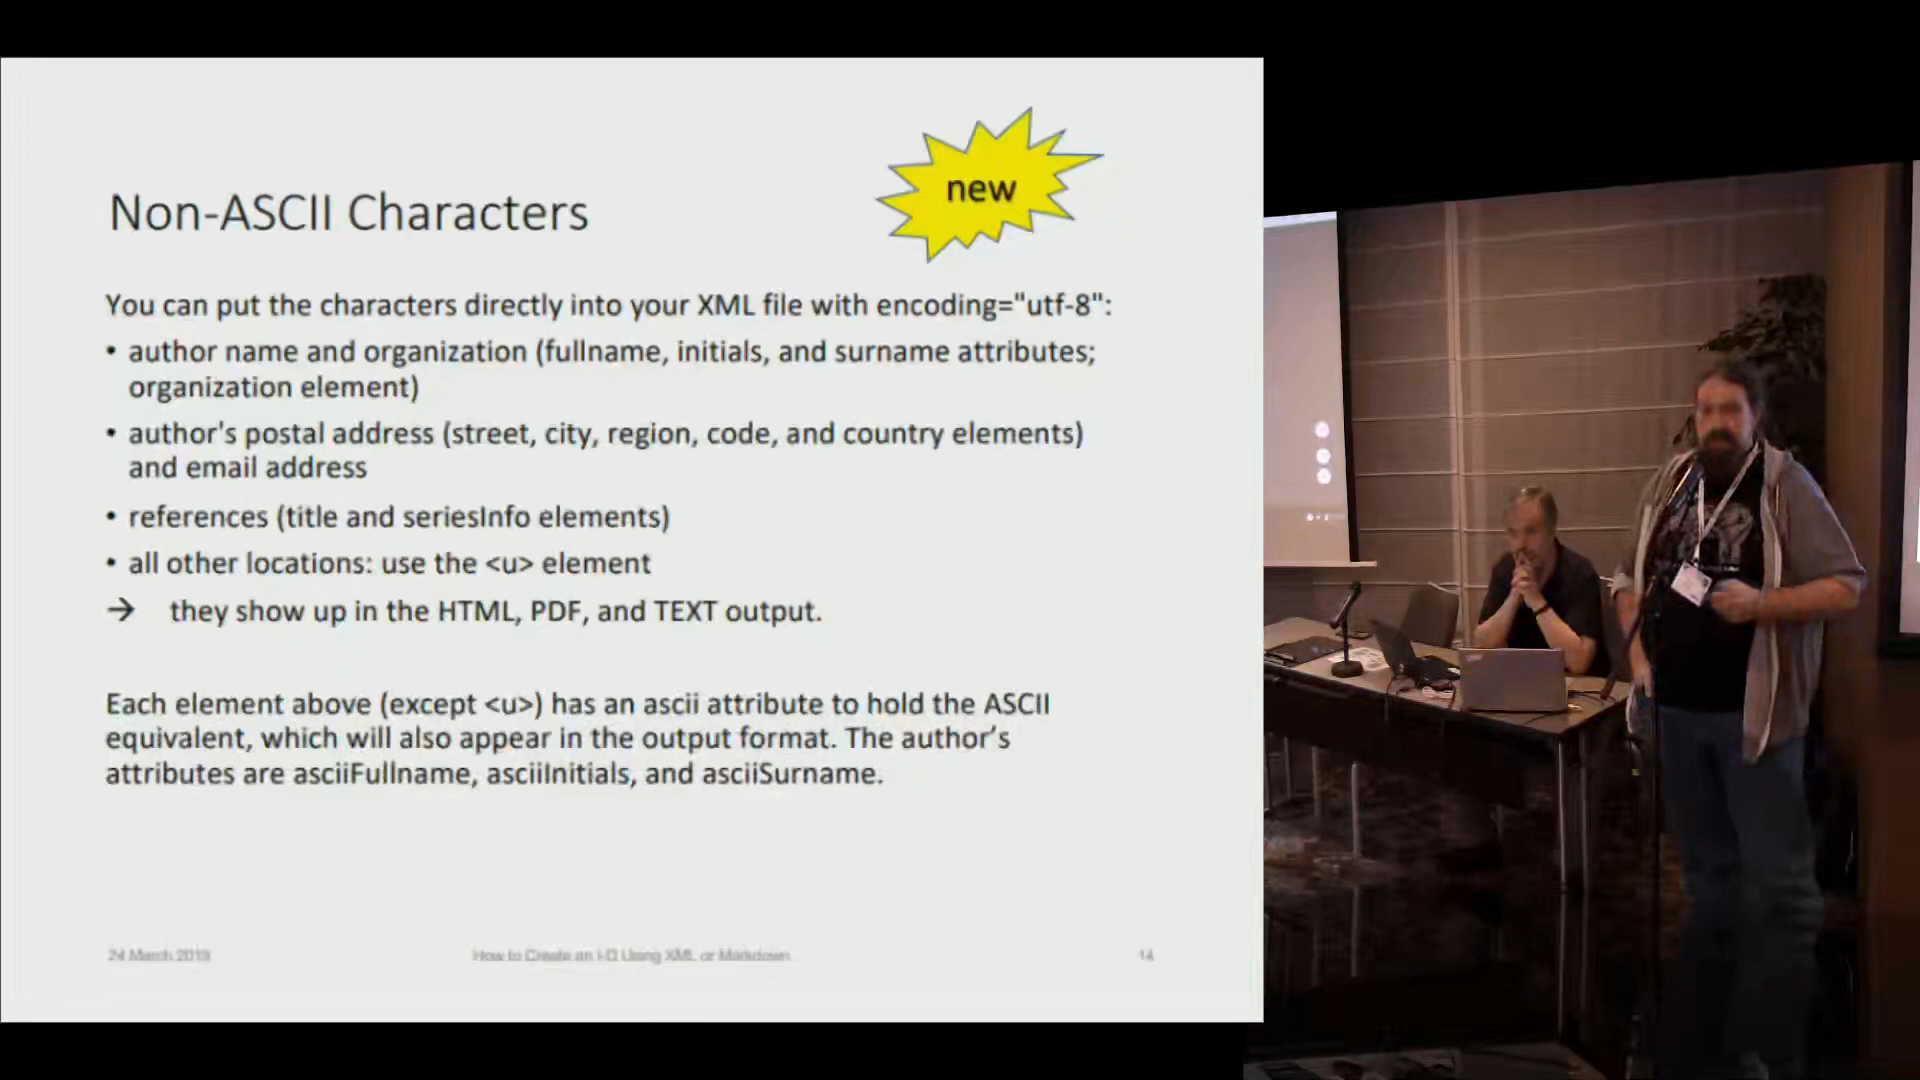 new
Non-ASCII Characters
You can put the characters directly into your XML file with encoding="utf-8":
• author name and organization (fullname, initials, and surname attributes;
organization element)
• author's postal address (street, city, region, code, and country elements)
and email address
• references (title and seriesInfo elements)
• all other locations: use the <u> element
→ they show up in the HTML, PDF, and TEXT output.
Each element above (except <u>) has an ascii attribute to hold the ASCII
equivalent, which will also appear in the output format. The author’s
attributes are asciiFullname, asciiInitials, and asciiSurname.
24 March 2019
How to Create an I-D Using XML or Markdown
14